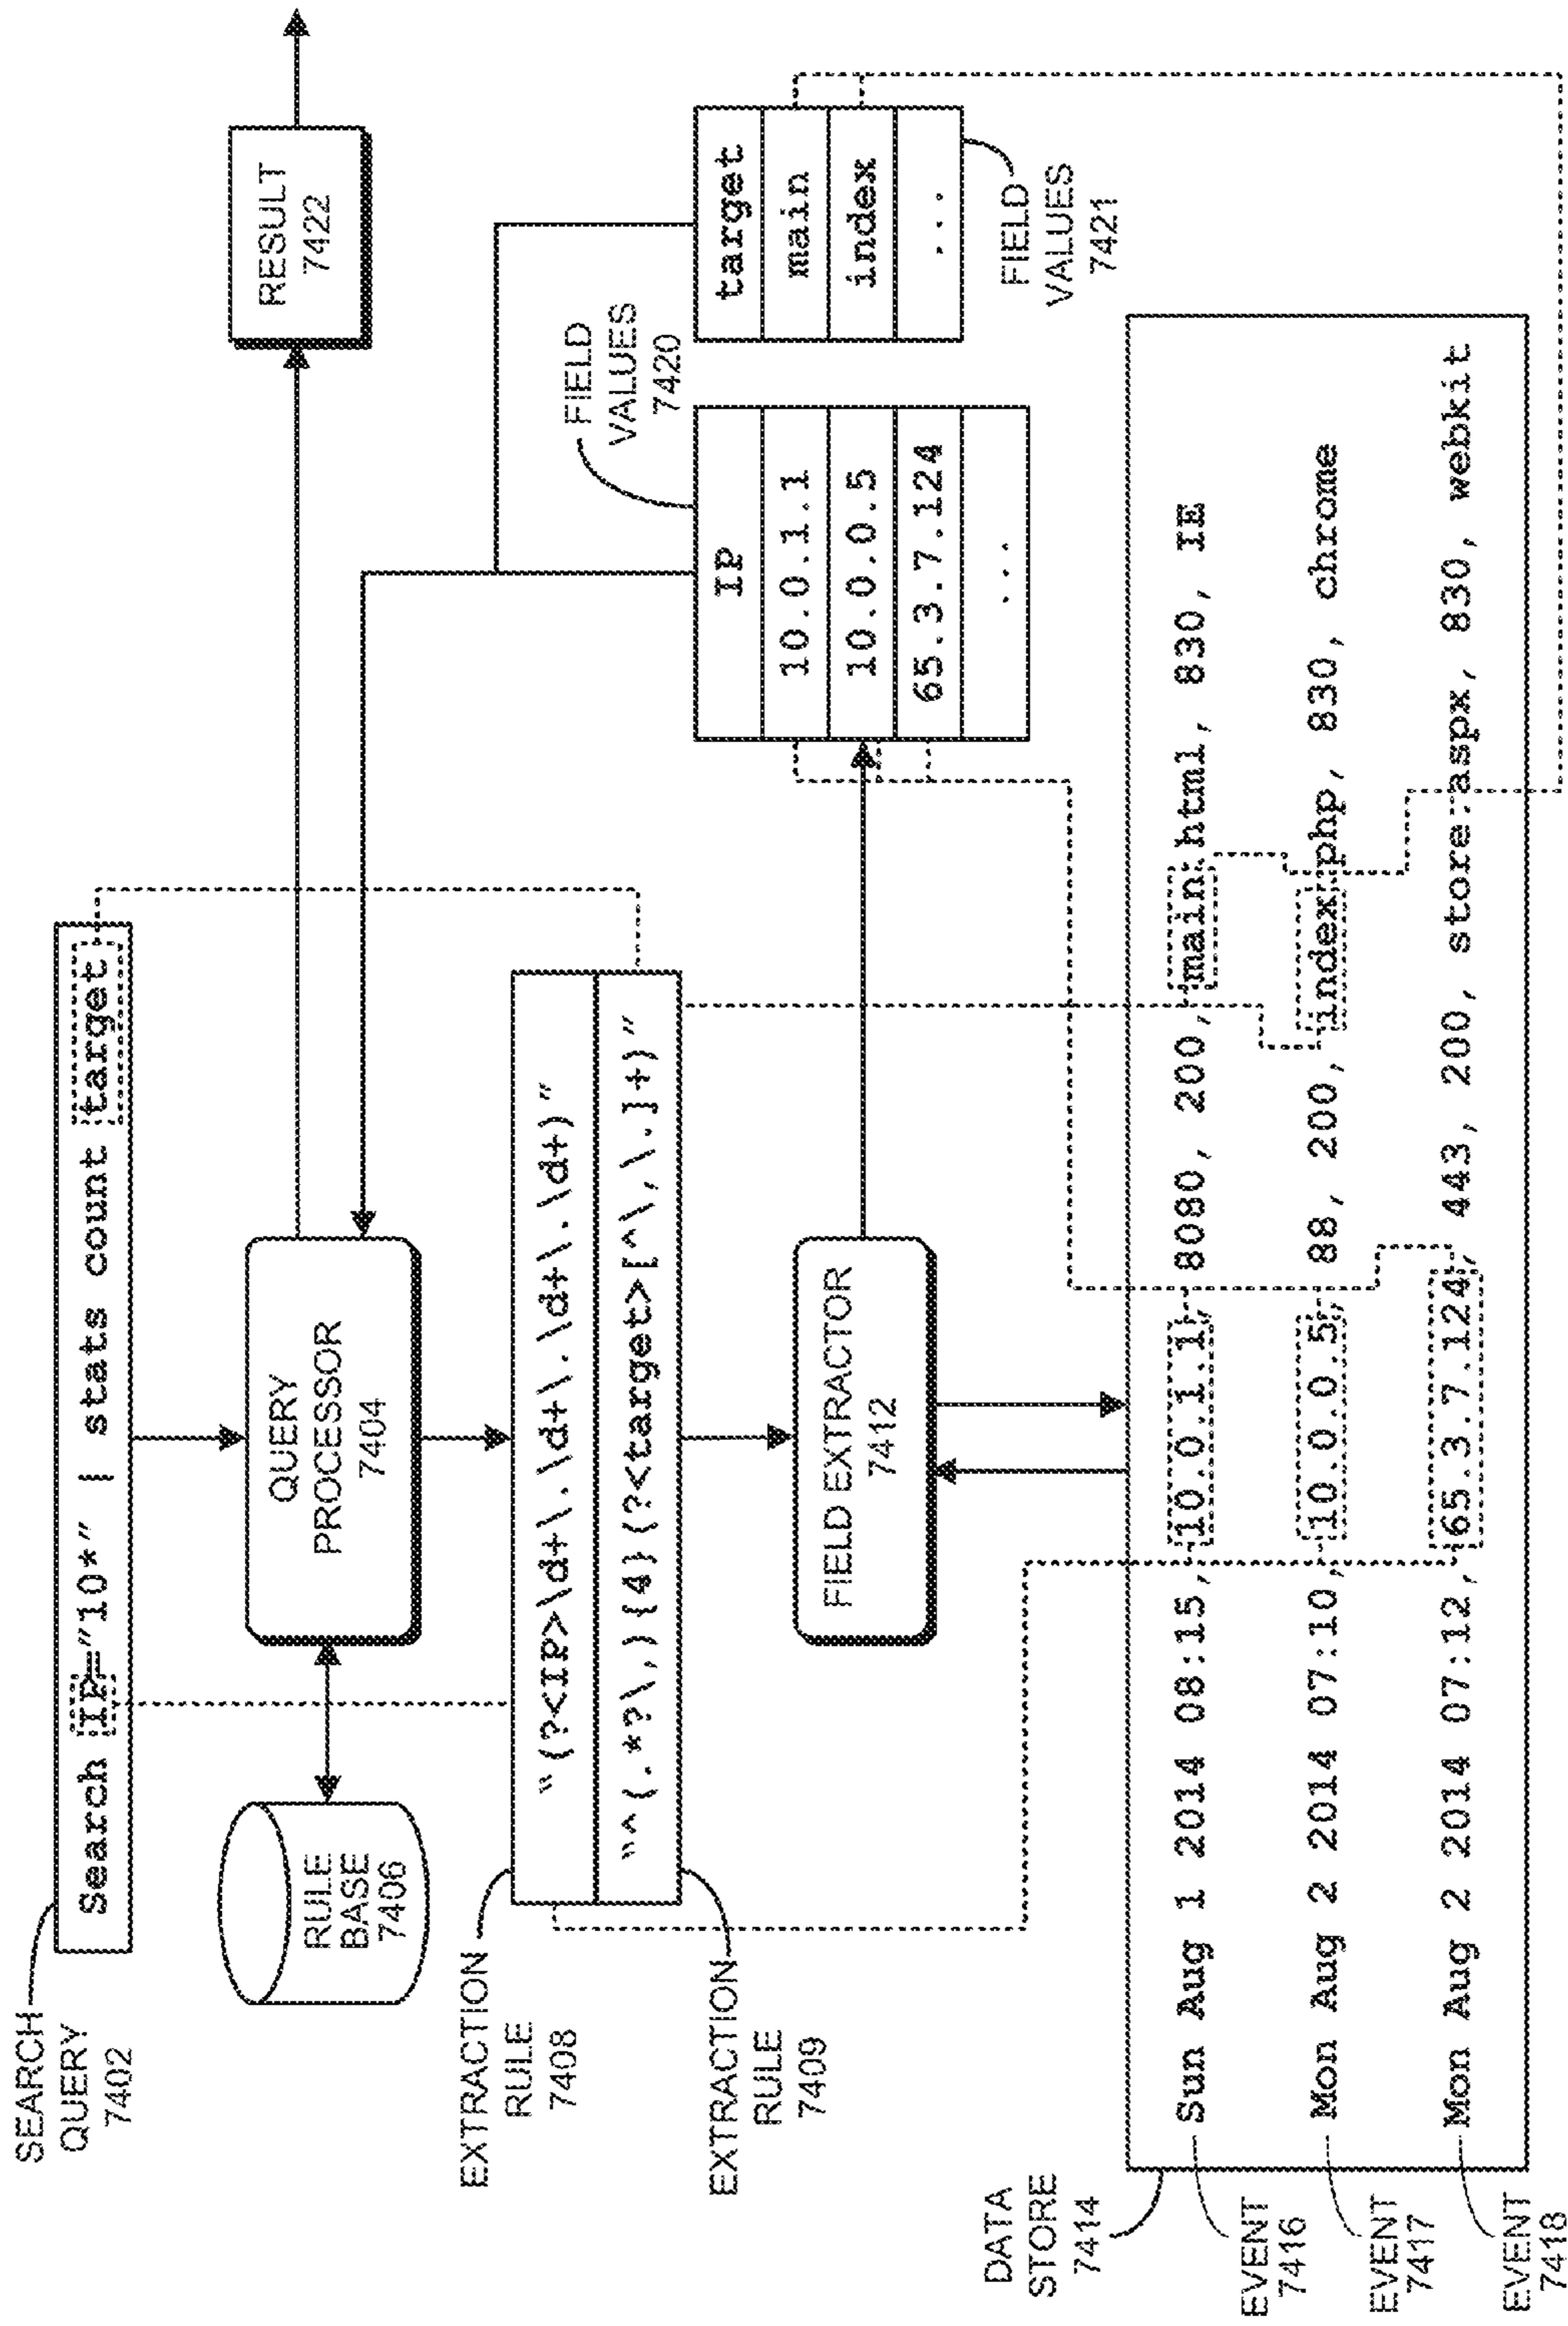 SEARCH
QUERY
7402
Search IP="10*" | stats count target
RULE
BASE
7406
QUERY
PROCESSOR
7404
RESULT
7422
EXTRACTION
RULE
7408
"(?<IP>\d+\.\d+\.\d+\.\d+)"
"^(.*?\,){4}(?<target>[^\,\.]+)"
EXTRACTION
RULE
7409
FIELD EXTRACTOR
7412
FIELD
VALUES
7420
IP
10.0.1.1
10.0.0.5
65.3.7.124
...
target
main
index
...
FIELD
VALUES
7421
DATA
STORE
7414
Sun Aug 1 2014 08:15, 10.0.1.1, 8080, 200, main.html, 830, IE
Mon Aug 2 2014 07:10, 10.0.0.5, 88, 200, index.php, 830, chrome
Mon Aug 2 2014 07:12, 65.3.7.124, 443, 200, store.aspx, 830, webkit
EVENT
7416
EVENT
7417
EVENT
7418